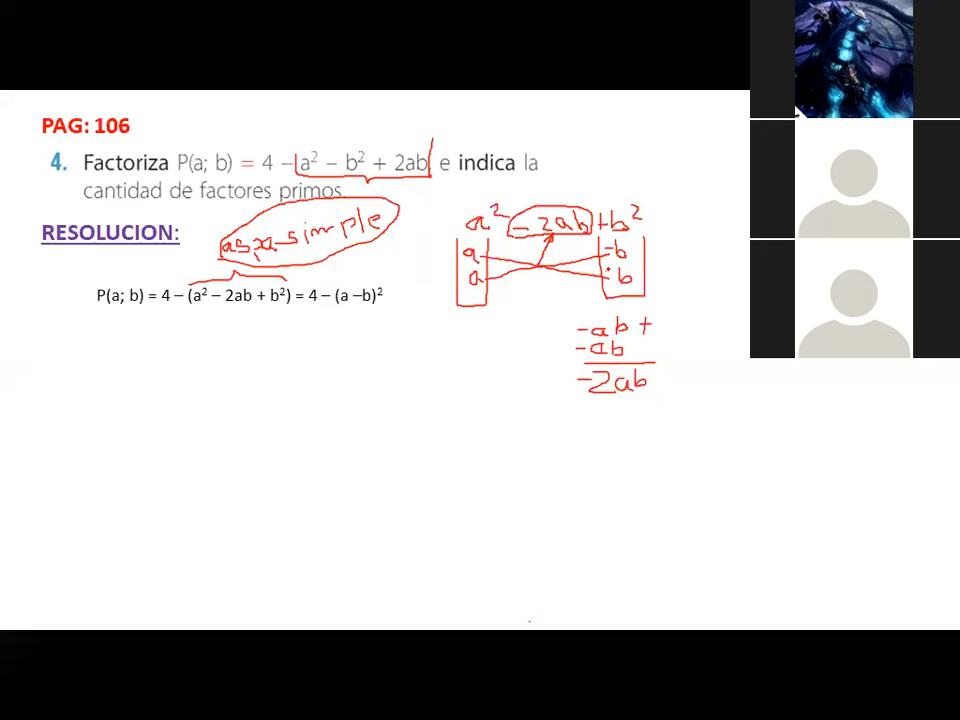 PAG: 106
4. Factoriza P(a; b) = 4 – a² – b² + 2ab e indica la
cantidad de factores primos.
RESOLUCION:
aspa simple
P(a; b) = 4 – (a² – 2ab + b²) = 4 – (a –b)²
a² - 2ab + b²
a -b
a - b
-ab +
-ab
-2ab